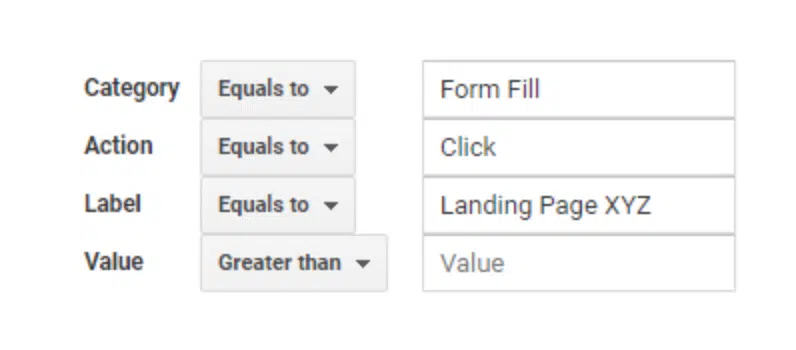 Category Equals to Form Fill
Action Equals to Click
Label Equals to Landing Page XYZ
Value Greater than Value